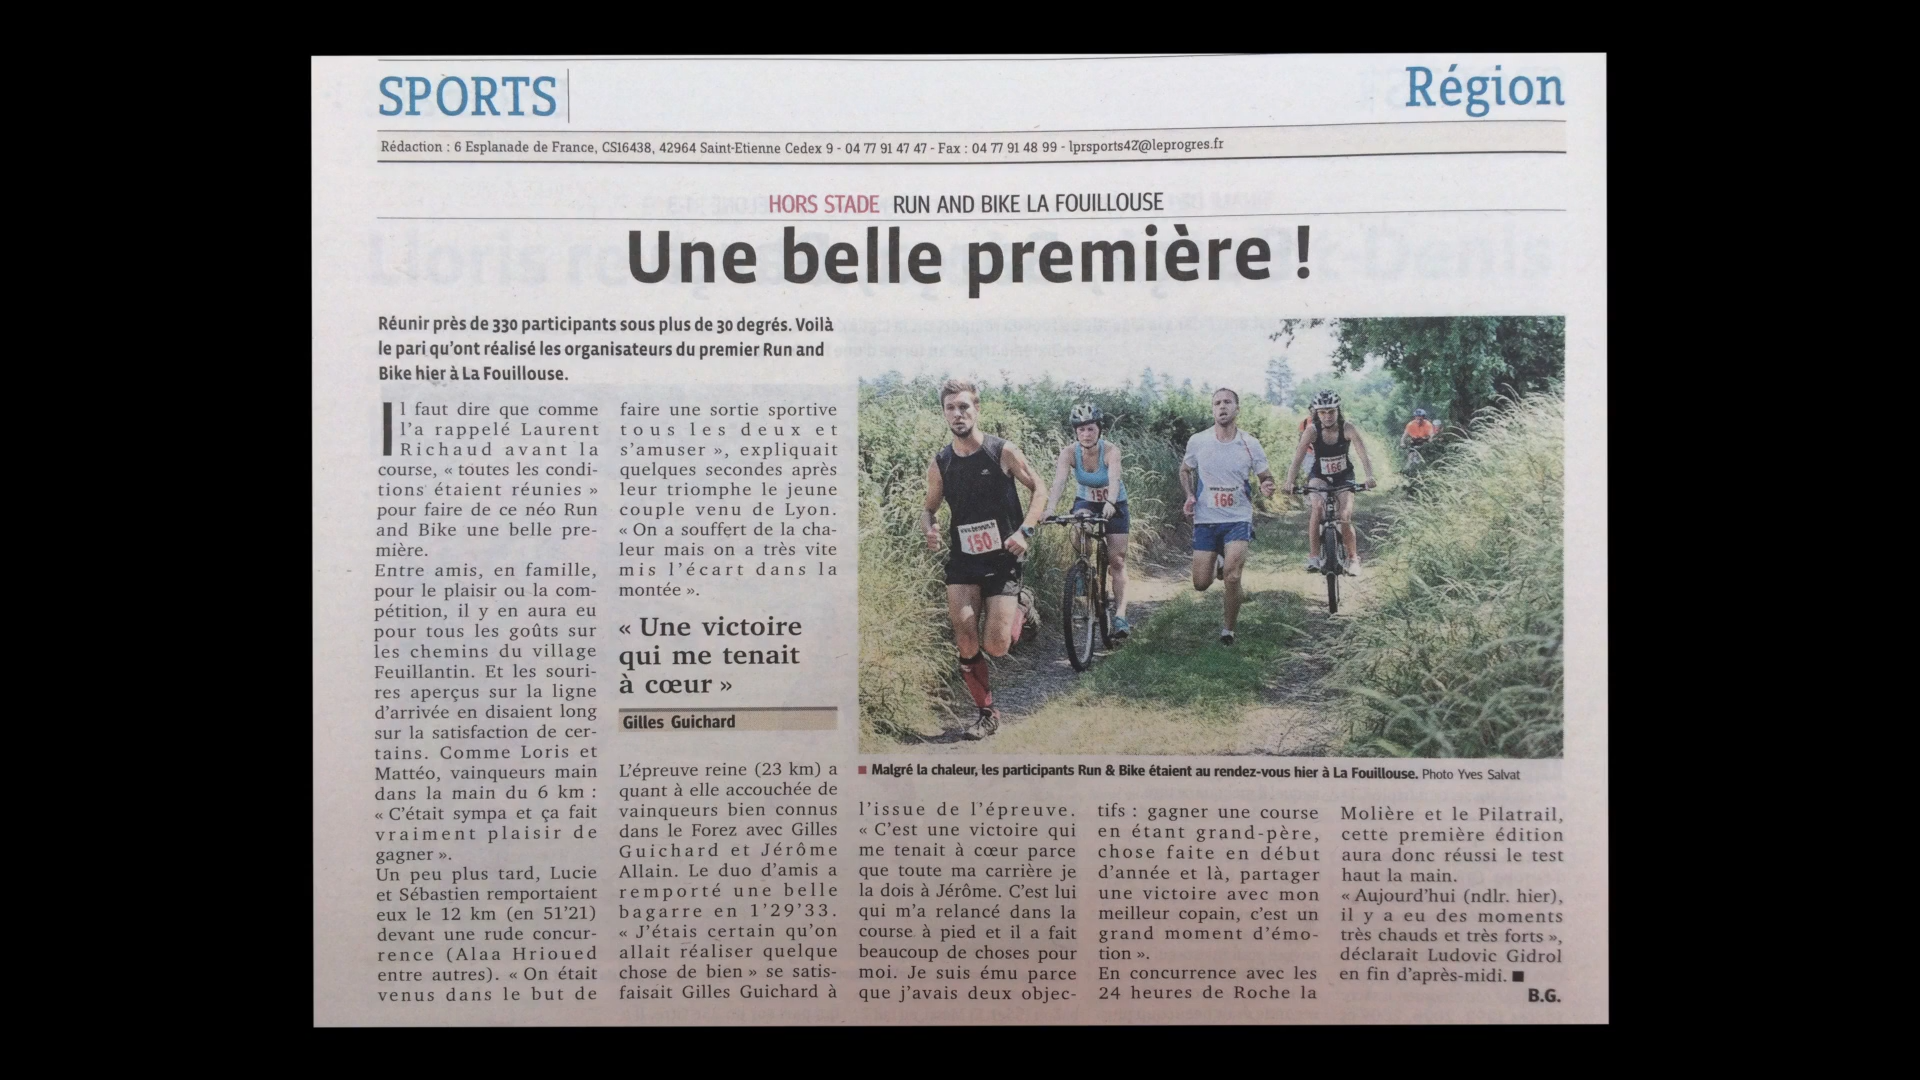 SPORTS
Région
Rédaction : 6 Esplanade de France, CS16438, 42964 Saint-Etienne Cedex 9 - 04 77 91 47 47 - Fax : 04 77 91 48 99 - lprsports42@leprogres.fr
HORS STADE RUN AND BIKE LA FOUILLOUSE
Une belle première !
Réunir près de 330 participants sous plus de 30 degrés. Voilà
le pari qu'ont réalisé les organisateurs du premier Run and
Bike hier à La Fouillouse.
Il faut dire que comme
l'a rappelé Laurent
Richaud avant la
course, « toutes les condi-
tions étaient réunies »
pour faire de ce néo Run
and Bike une belle pre-
mière.
Entre amis, en famille,
pour le plaisir ou la com-
pétition, il y en aura eu
pour tous les goûts sur
les chemins du village
Feuillantin. Et les souri-
res aperçus sur la ligne
d'arrivée en disaient long
sur la satisfaction de cer-
tains. Comme Loris et
Mattéo, vainqueurs main
dans la main du 6 km :
« C'était sympa et ça fait
vraiment plaisir de
gagner ».
Un peu plus tard, Lucie
et Sébastien remportaient
eux le 12 km (en 51'21)
devant une rude concur-
rence (Alaa Hrioued
entre autres). « On était
venus dans le but de
faire une sortie sportive
tous les deux et
s'amuser », expliquait
quelques secondes après
leur triomphe le jeune
couple venu de Lyon.
« On a souffert de la cha-
leur mais on a très vite
mis l'écart dans la
montée ».
« Une victoire
qui me tenait
à cœur »
Gilles Guichard
L'épreuve reine (23 km) a
quant à elle accouchée de
vainqueurs bien connus
dans le Forez avec Gilles
Guichard et Jérôme
Allain. Le duo d'amis a
remporté une belle
bagarre en 1'29'33.
« J'étais certain qu'on
allait réaliser quelque
chose de bien » se satis-
faisait Gilles Guichard à
150
150
166
166
■ Malgré la chaleur, les participants Run & Bike étaient au rendez-vous hier à La Fouillouse. Photo Yves Salvat
l'issue de l'épreuve.
« C'est une victoire qui
me tenait à cœur parce
que toute ma carrière je
la dois à Jérôme. C'est lui
qui m'a relancé dans la
course à pied et il a fait
beaucoup de choses pour
moi. Je suis ému parce
que j'avais deux objec-
tifs : gagner une course
en étant grand-père,
chose faite en début
d'année et là, partager
une victoire avec mon
meilleur copain, c'est un
grand moment d'émo-
tion ».
En concurrence avec les
24 heures de Roche la
Molière et le Pilatrail,
cette première édition
aura donc réussi le test
haut la main.
« Aujourd'hui (ndlr. hier),
il y a eu des moments
très chauds et très forts »,
déclarait Ludovic Gidrol
en fin d'après-midi. ■
B.G.